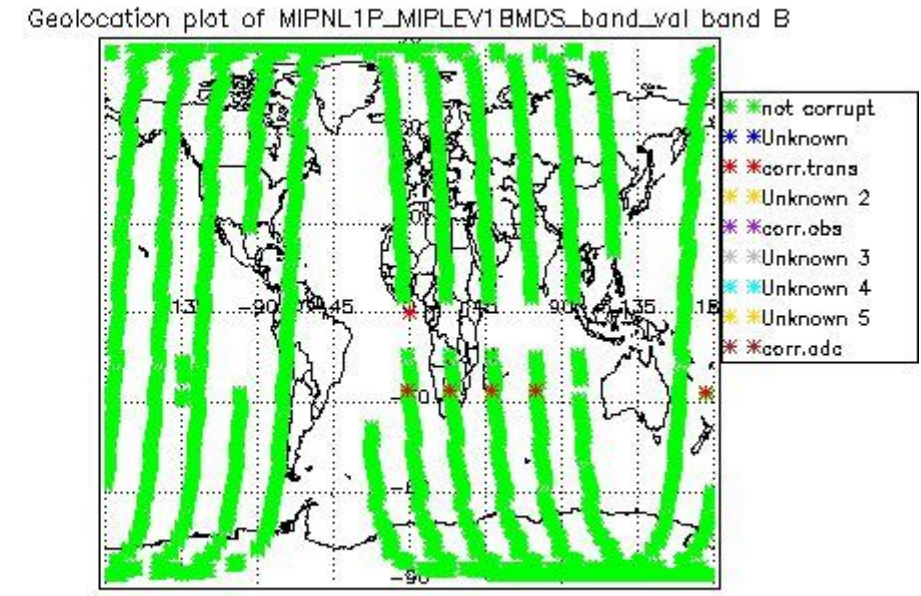 Geolocation plot of MIPNL1P_MIPLEV1BMDS_band_val band B
not corrupt
Unknown
corr.trans
Unknown 2
corr.obs
Unknown 3
Unknown 4
Unknown 5
corr.adc
-90
-45
90
135
-90